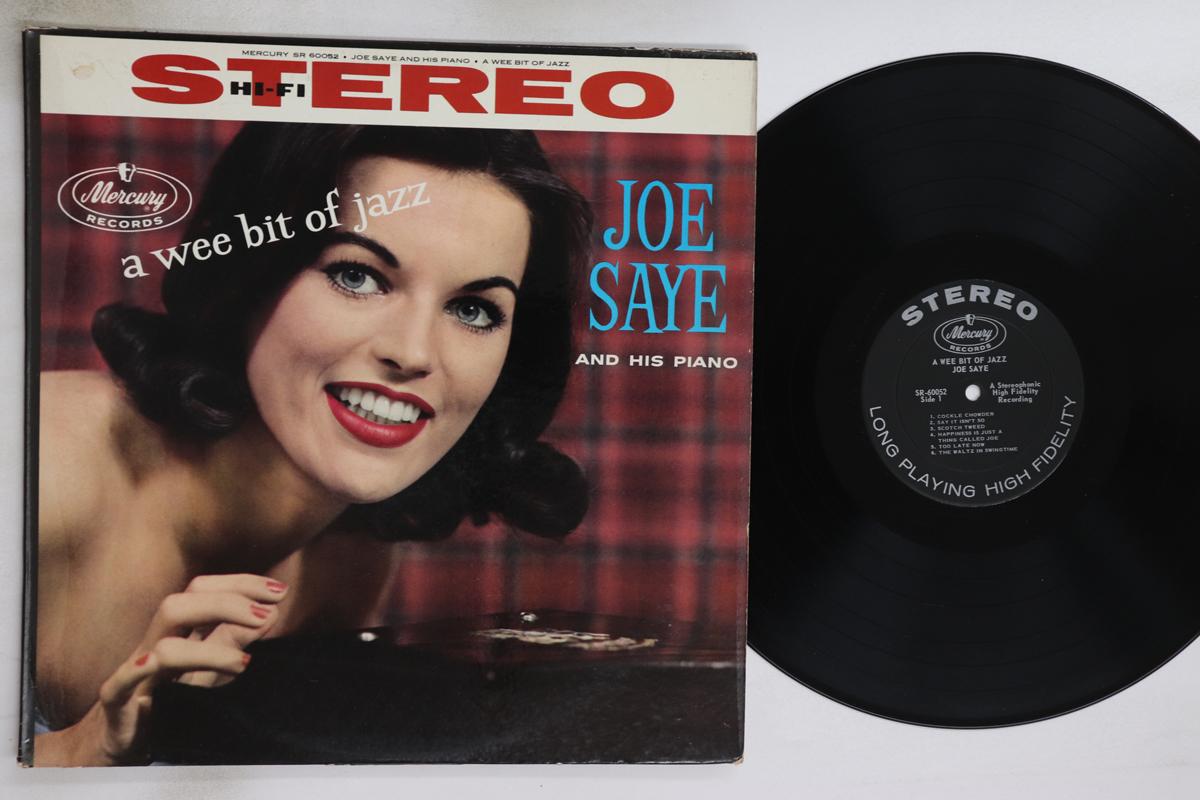 MERCURY SR 60052 • JOE SAYE AND HIS PIANO • A WEE BIT OF JAZZ
STEREO
HI-FI
Mercury
RECORDS
a wee bit of jazz
JOE
SAYE
AND HIS PIANO
STEREO
Mercury
RECORDS
A WEE BIT OF JAZZ
JOE SAYE
SR-60052
Side 1
A Stereophonic
High Fidelity
Recording
1. COCKLE CHOWDER
2. SAY IT ISN'T SO
3. SCOTCH TWEED
4. HAPPINESS IS JUST A
THING CALLED JOE
5. TOO LATE NOW
6. THE WALTZ IN SWINGTIME
LONG PLAYING HIGH FIDELITY